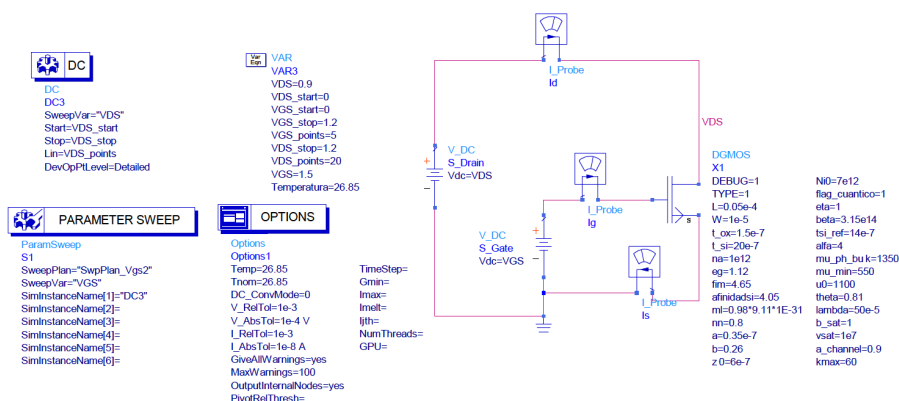 DC
DC
DC3
SweepVar="VDS"
Start=VDS_start
Stop=VDS_stop
Lin=VDS_points
DevOpPtLevel=Detailed
Var
Eqn
VAR
VAR3
VDS=0.9
VDS_start=0
VGS_start=0
VGS_stop=1.2
VGS_points=5
VDS_stop=1.2
VDS_points=20
VGS=1.5
Temperatura=26.85
PARAMETER SWEEP
ParamSweep
S1
SweepPlan="SwpPlan_Vgs2"
SweepVar="VGS"
SimInstanceName[1]="DC3"
SimInstanceName[2]=
SimInstanceName[3]=
SimInstanceName[4]=
SimInstanceName[5]=
SimInstanceName[6]=
OPTIONS
Options
Options1
Temp=26.85
Tnom=26.85
DC_ConvMode=0
V_RelTol=1e-3
V_AbsTol=1e-4 V
I_RelTol=1e-3
I_AbsTol=1e-8 A
GiveAllWarnings=yes
MaxWarnings=100
OutputInternalNodes=yes
PivotRelThresh=
TimeStep=
Gmin=
Imax=
Imelt=
Ijth=
NumThreads=
GPU=
I_Probe
Id
VDS
V_DC
S_Drain
Vdc=VDS
+
–
I_Probe
Ig
V_DC
S_Gate
Vdc=VGS
+
–
I_Probe
Is
S
DGMOS
X1
DEBUG=1
TYPE=1
L=0.05e-4
W=1e-5
t_ox=1.5e-7
t_si=20e-7
na=1e12
eg=1.12
fim=4.65
afinidadsi=4.05
ml=0.98*9.11*1E-31
nn=0.8
a=0.35e-7
b=0.26
z0=6e-7
Ni0=7e12
flag_cuantico=1
eta=1
beta=3.15e14
tsi_ref=14e-7
alfa=4
mu_ph_bu k=1350
mu_min=550
u0=1100
theta=0.81
lambda=50e-5
b_sat=1
vsat=1e7
a_channel=0.9
kmax=60